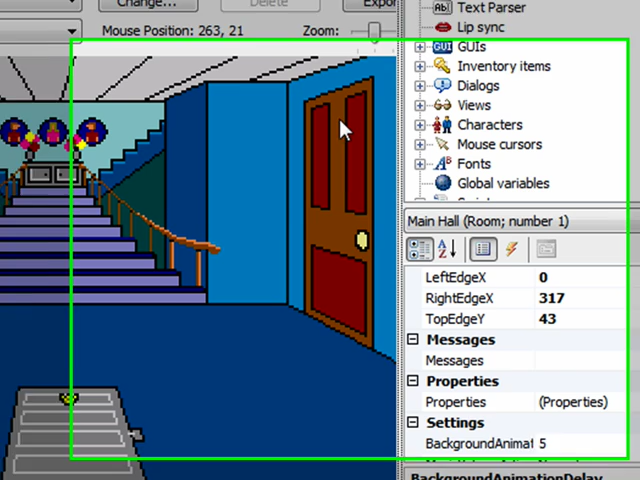 Change...
Delete
Expor
Mouse Position: 263, 21
Zoom:
Ab Text Parser
Lip sync
GUI GUIs
Inventory items
Dialogs
Views
Characters
Mouse cursors
Fonts
Global variables
Main Hall (Room; number 1)
LeftEdgeX 0
RightEdgeX 317
TopEdgeY 43
Messages
Messages
Properties
Properties (Properties)
Settings
BackgroundAnimat 5
BackgroundAnimationDelay